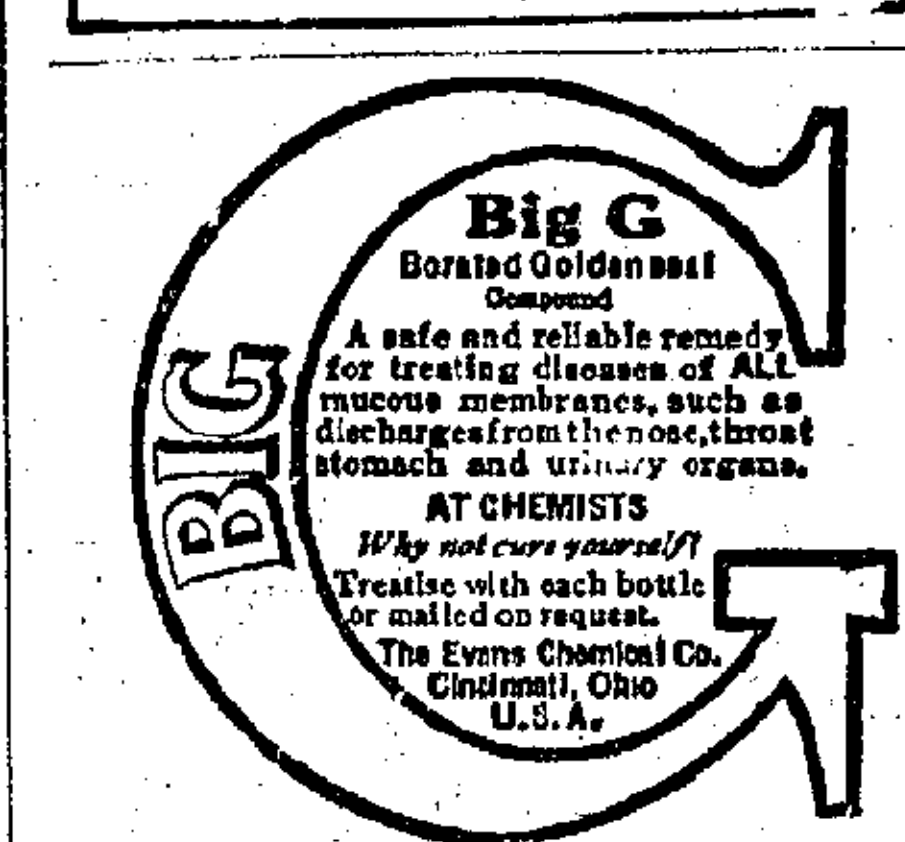 BIG
Big G
Borated Goldenseal
Compound
A safe and reliable remedy
for treating diseases of ALL
mucous membranes, such as
discharges from the nose, throat
stomach and urinary organs.
AT CHEMISTS
Why not cure yourself?
Treatise with each bottle
or mailed on request.
The Evans Chemical Co.
Cincinnati, Ohio
U.S.A.